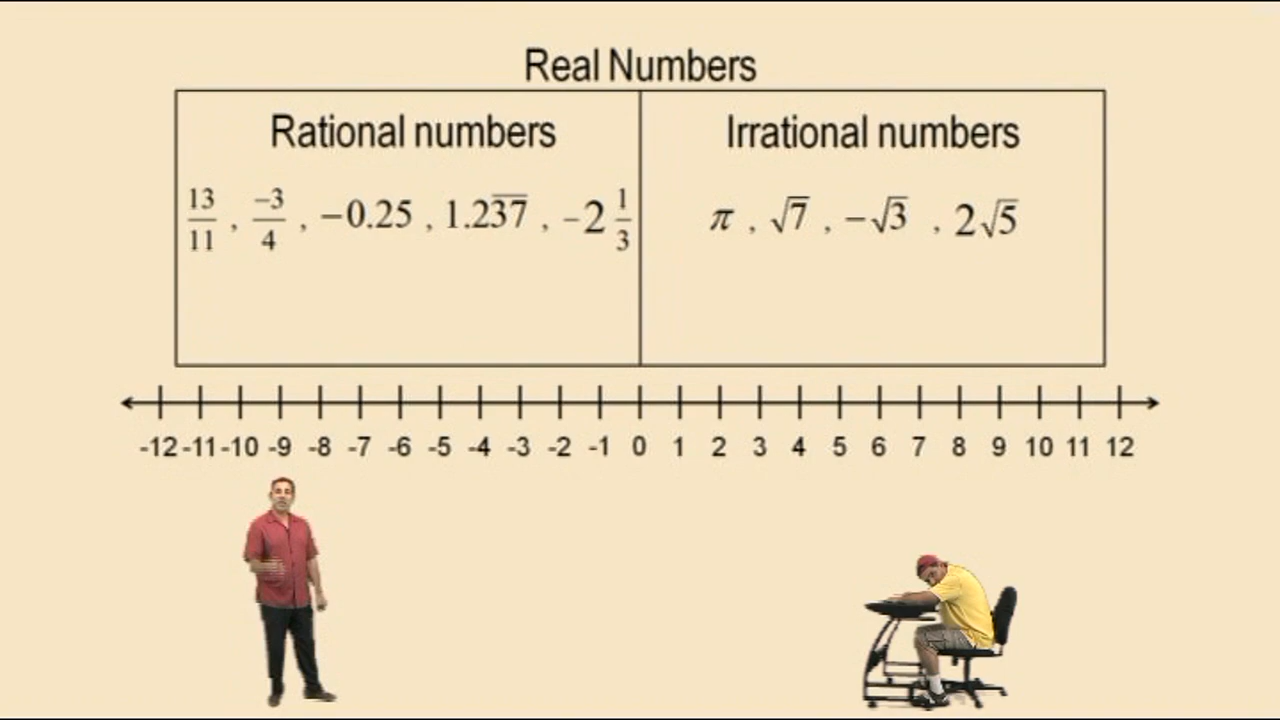 Real Numbers
Rational numbers
Irrational numbers
13/11 , -3/4 , -0.25 , 1.23̅7̅ , -2 1/3
π , √7 , -√3 , 2√5
-12 -11 -10 -9 -8 -7 -6 -5 -4 -3 -2 -1 0 1 2 3 4 5 6 7 8 9 10 11 12